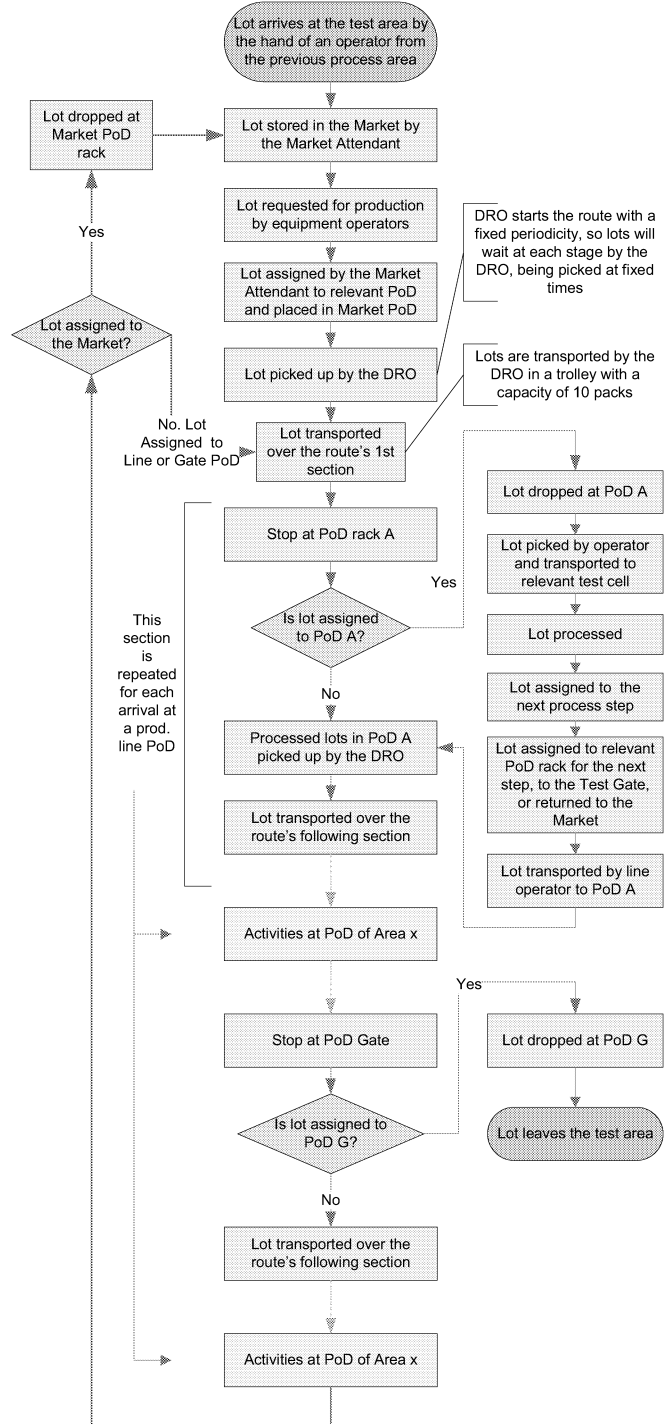 Lot arrives at the test area by
the hand of an operator from
the previous process area
Lot dropped at
Market PoD
rack
Lot stored in the Market by
the Market Attendant
Yes
Lot requested for production
by equipment operators
DRO starts the route with a
fixed periodicity, so lots will
wait at each stage by the
DRO, being picked at fixed
times
Lot assigned by the Market
Attendant to relevant PoD
and placed in Market PoD
Lot assigned to
the Market?
Lot picked up by the DRO
Lots are transported by the
DRO in a trolley with a
capacity of 10 packs
No. Lot
Assigned to
Line or Gate PoD
Lot transported
over the route's 1st
section
Lot dropped at PoD A
Stop at PoD rack A
Lot picked by operator
and transported to
relevant test cell
Yes
Is lot assigned
to PoD A?
Lot processed
This
section
is
repeated
for each
arrival at
a prod.
line PoD
No
Lot assigned to the
next process step
Processed lots in PoD A
picked up by the DRO
Lot assigned to relevant
PoD rack for the next
step, to the Test Gate,
or returned to the
Market
Lot transported over the
route's following section
Lot transported by line
operator to PoD A
Activities at PoD of Area x
Yes
Stop at PoD Gate
Lot dropped at PoD G
Is lot assigned to
PoD G?
Lot leaves the test area
No
Lot transported over the
route's following section
Activities at PoD of Area x